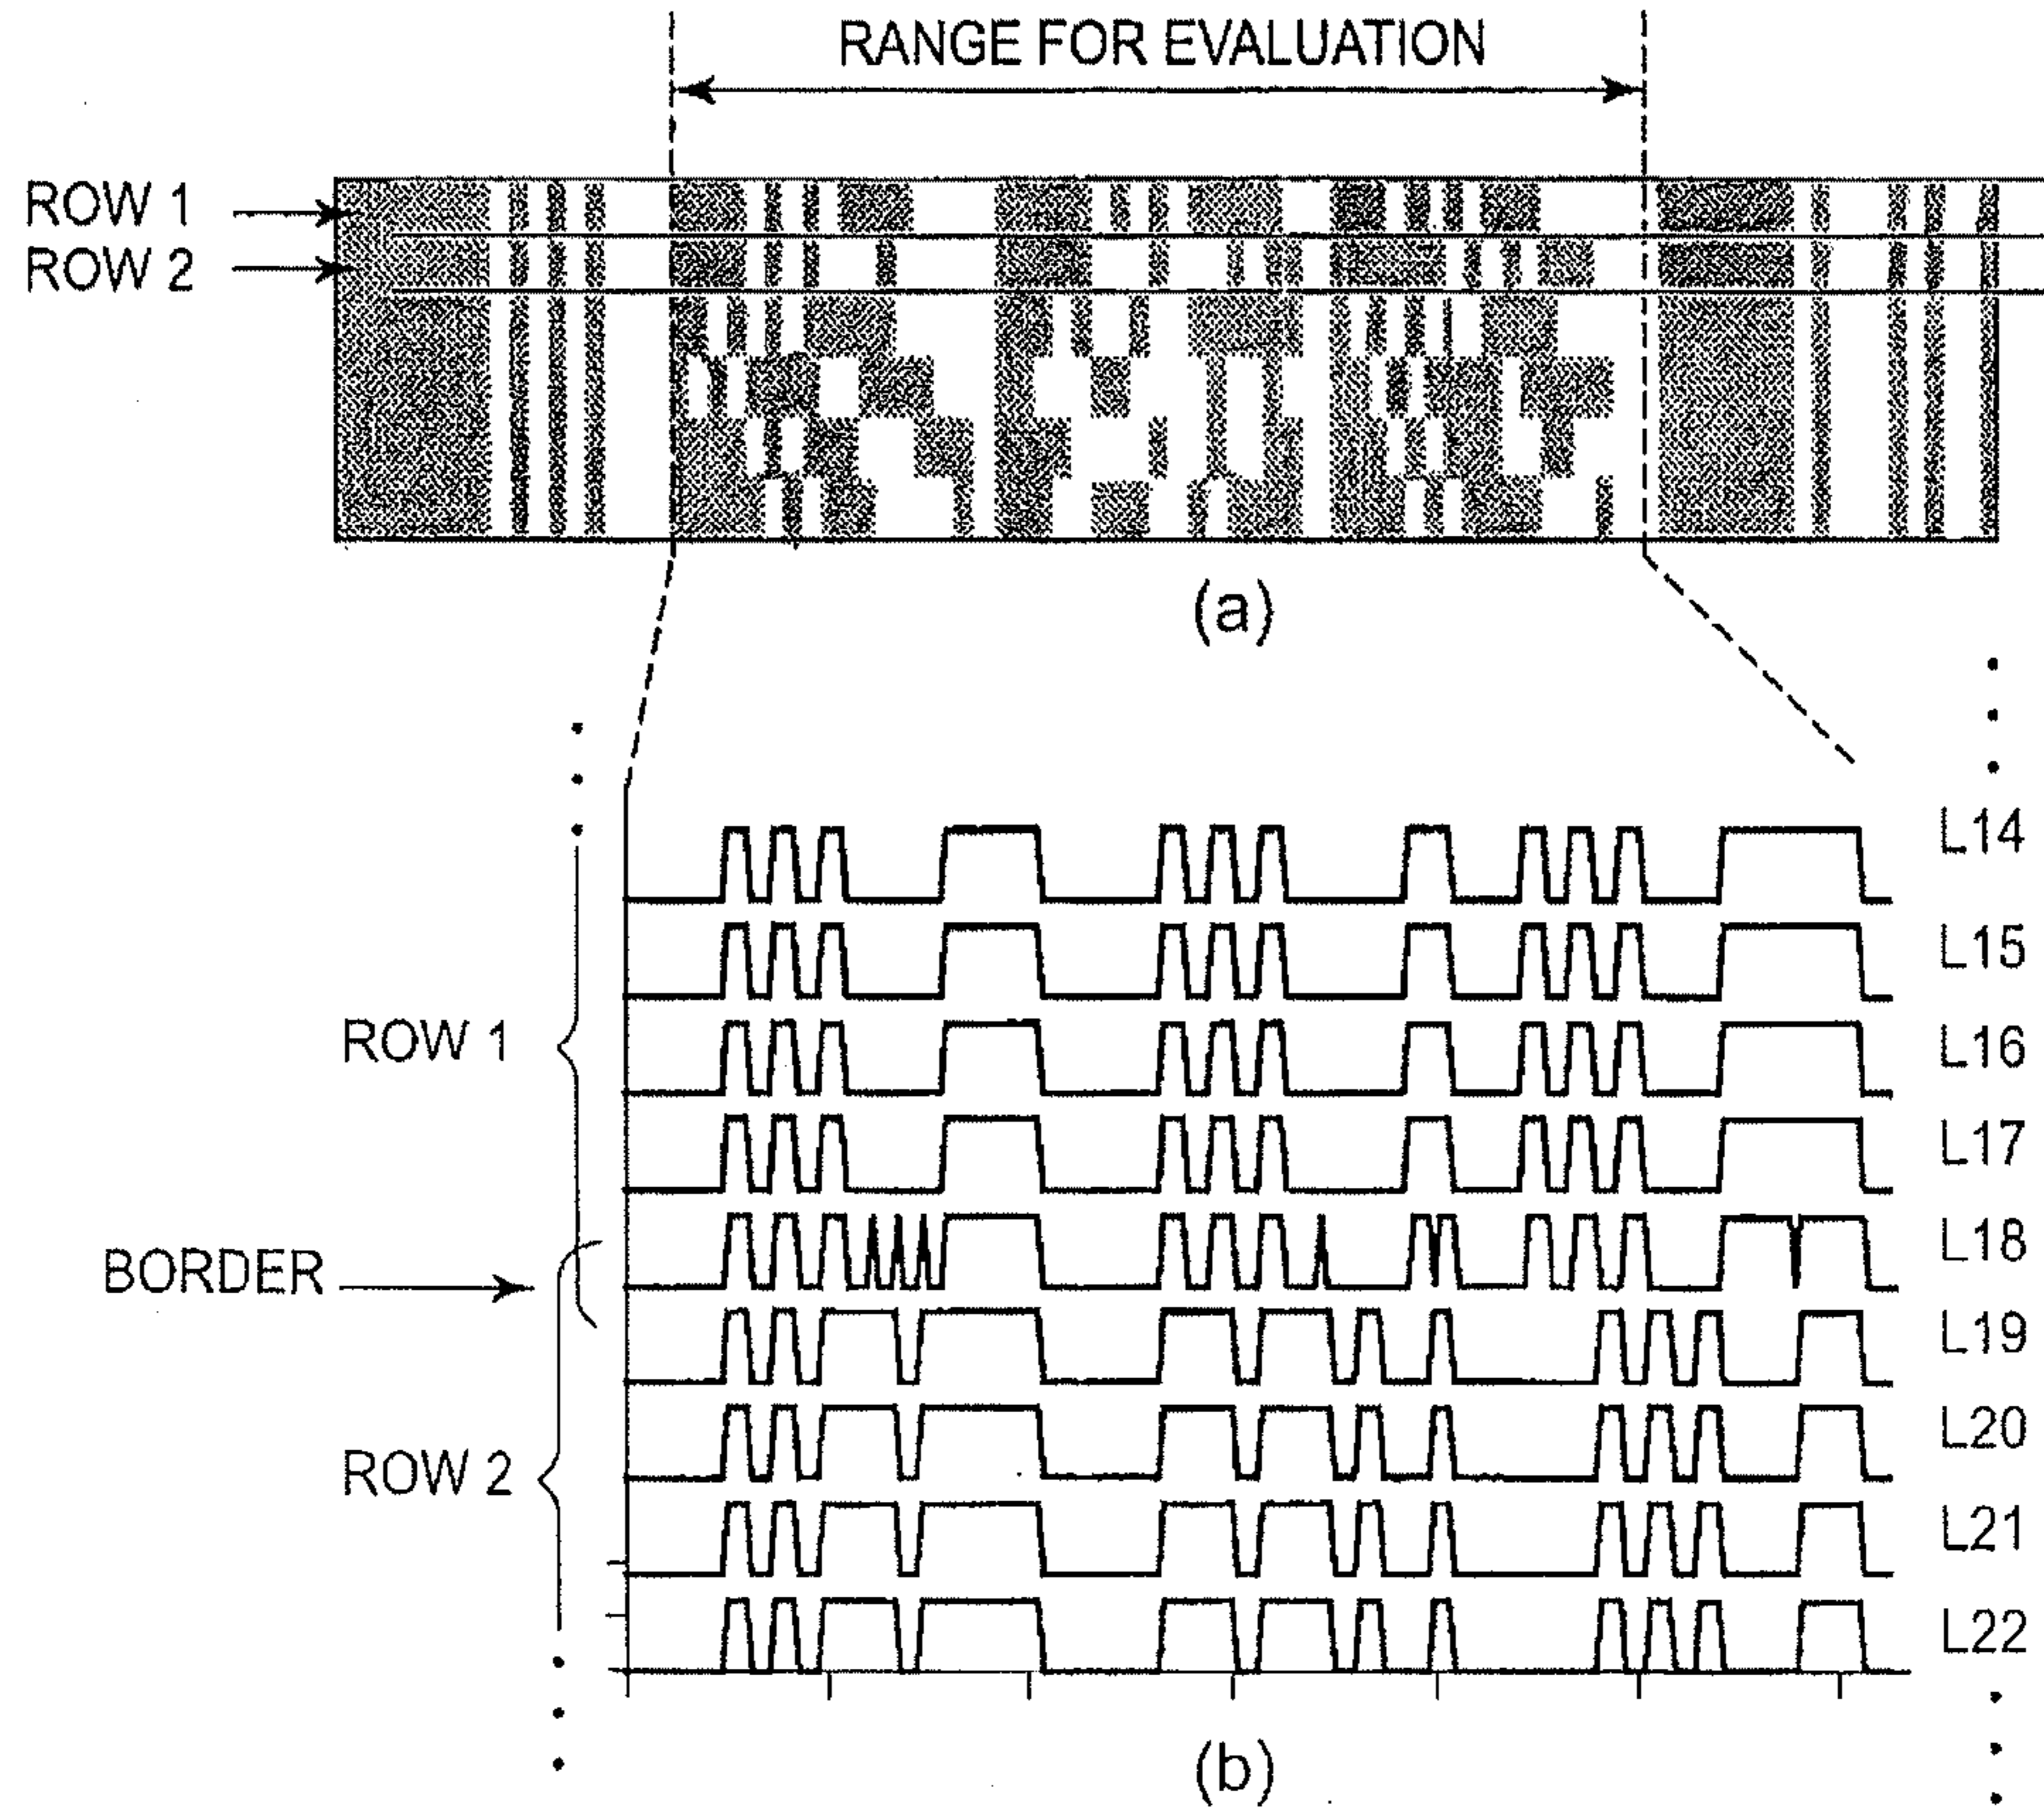 RANGE FOR EVALUATION
ROW 1
ROW 2
(a)
L14
L15
L16
ROW 1
L17
L18
BORDER
L19
L20
ROW 2
L21
L22
(b)